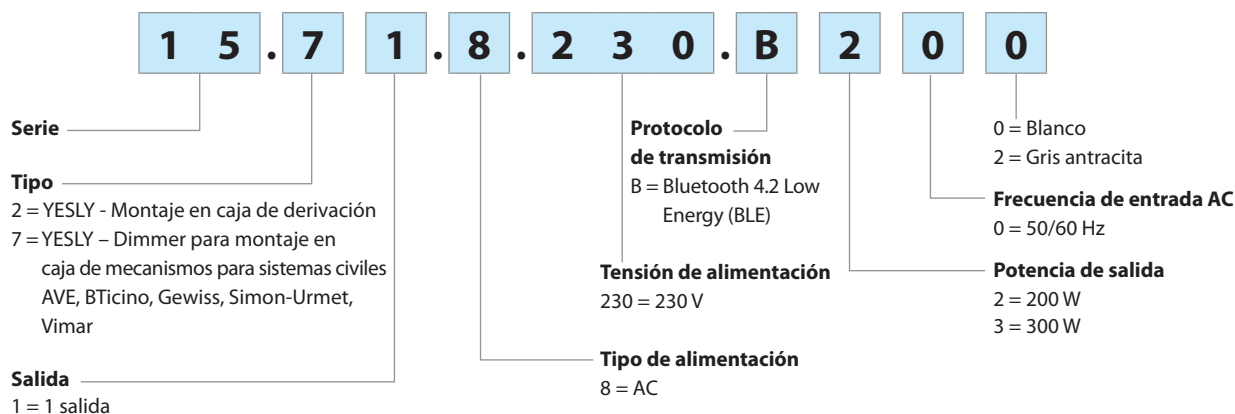 1 5 . 7 1 . 8 . 2 3 0 . B 2 0 0
Serie
Tipo
2 = YESLY - Montaje en caja de derivación
7 = YESLY – Dimmer para montaje en
caja de mecanismos para sistemas civiles
AVE, BTicino, Gewiss, Simon-Urmet,
Vimar
Salida
1 = 1 salida
Protocolo
de transmisión
B = Bluetooth 4.2 Low
Energy (BLE)
Tensión de alimentación
230 = 230 V
Tipo de alimentación
8 = AC
0 = Blanco
2 = Gris antracita
Frecuencia de entrada AC
0 = 50/60 Hz
Potencia de salida
2 = 200 W
3 = 300 W